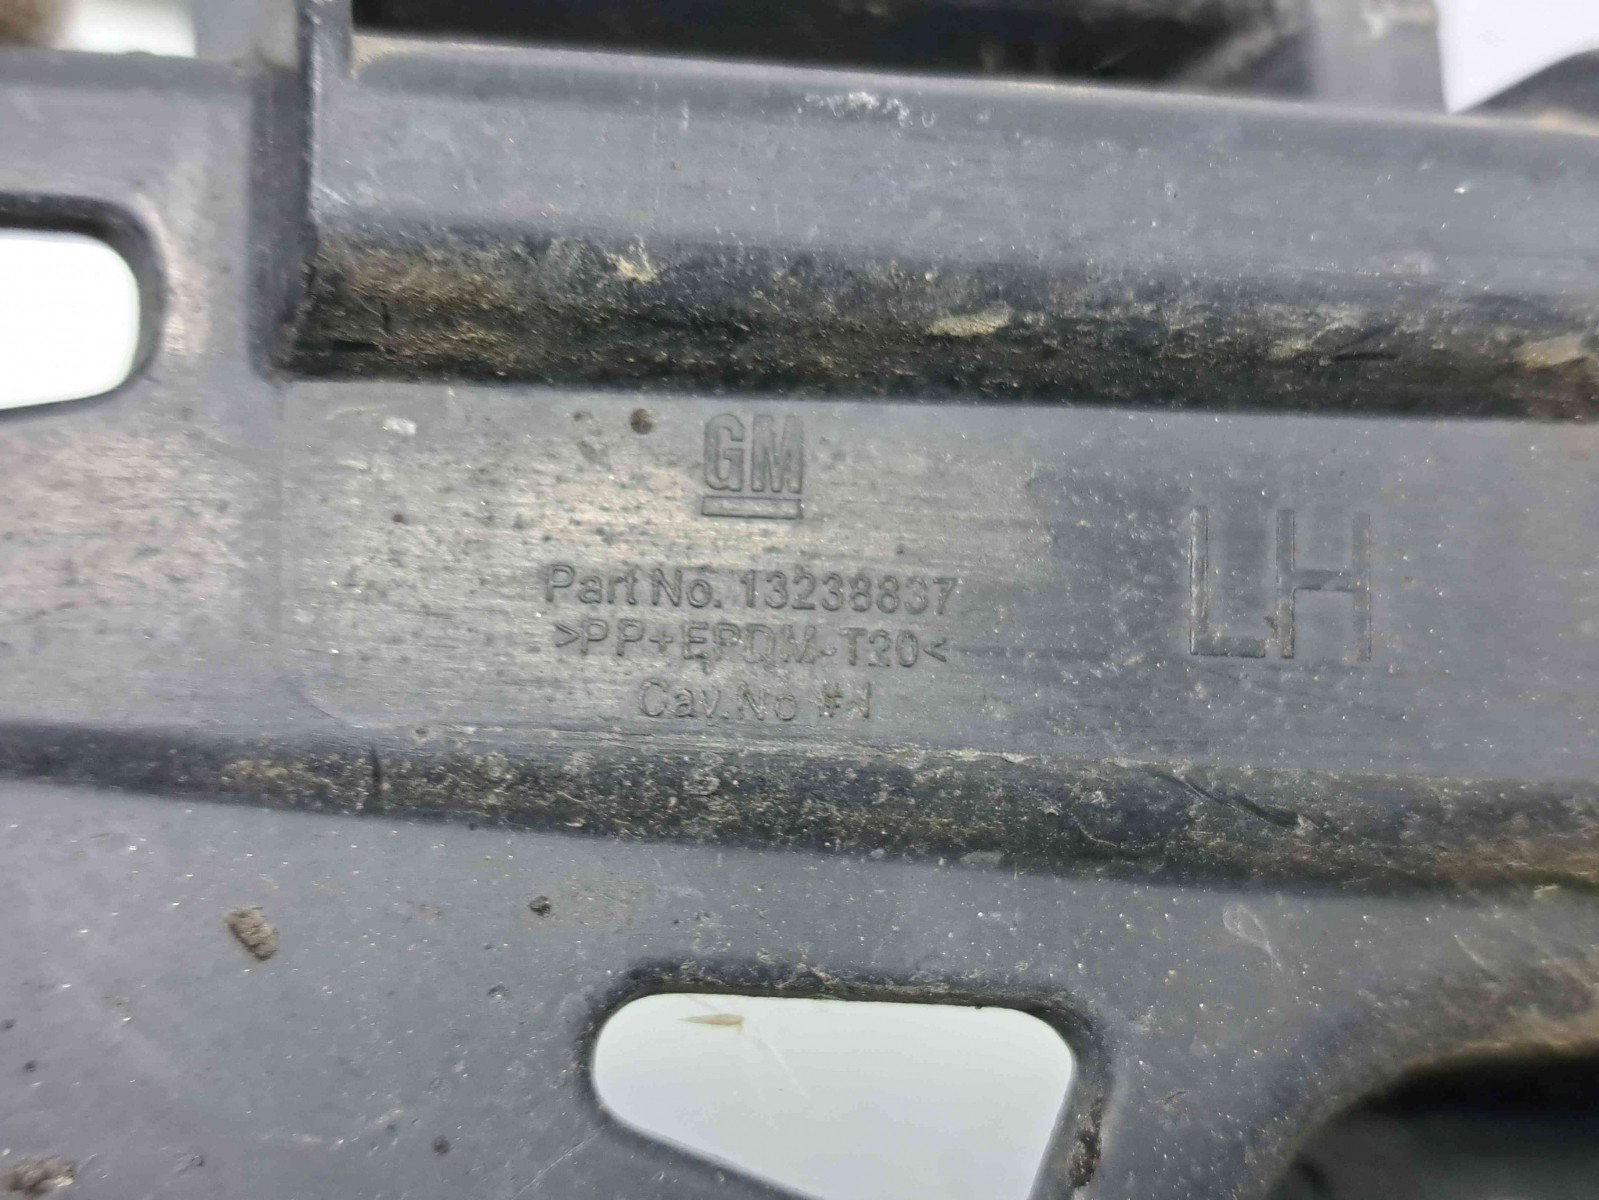 GM
Part No. 13238837
>PP+EPDM-T20<
Cav.No #1
LH